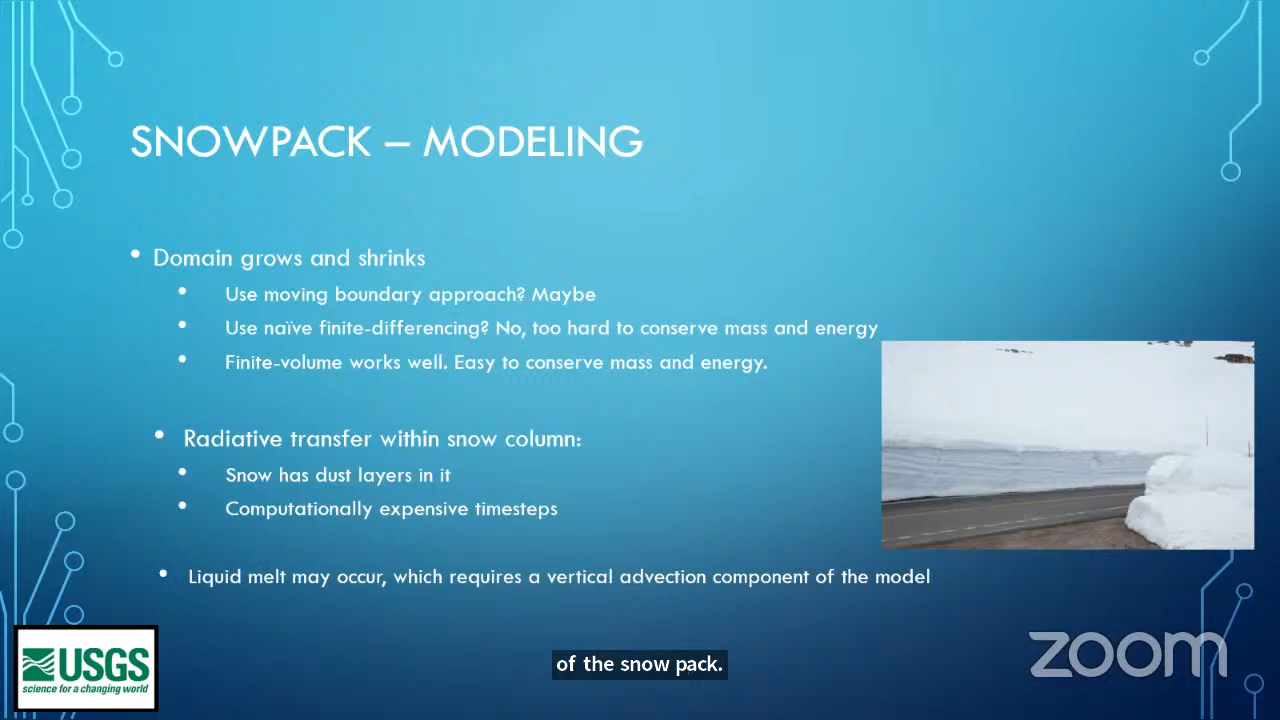 SNOWPACK – MODELING
• Domain grows and shrinks
• Use moving boundary approach? Maybe
• Use naïve finite-differencing? No, too hard to conserve mass and energy
• Finite-volume works well. Easy to conserve mass and energy.
• Radiative transfer within snow column:
• Snow has dust layers in it
• Computationally expensive timesteps
• Liquid melt may occur, which requires a vertical advection component of the model
USGS
science for a changing world
of the snow pack.
zoom